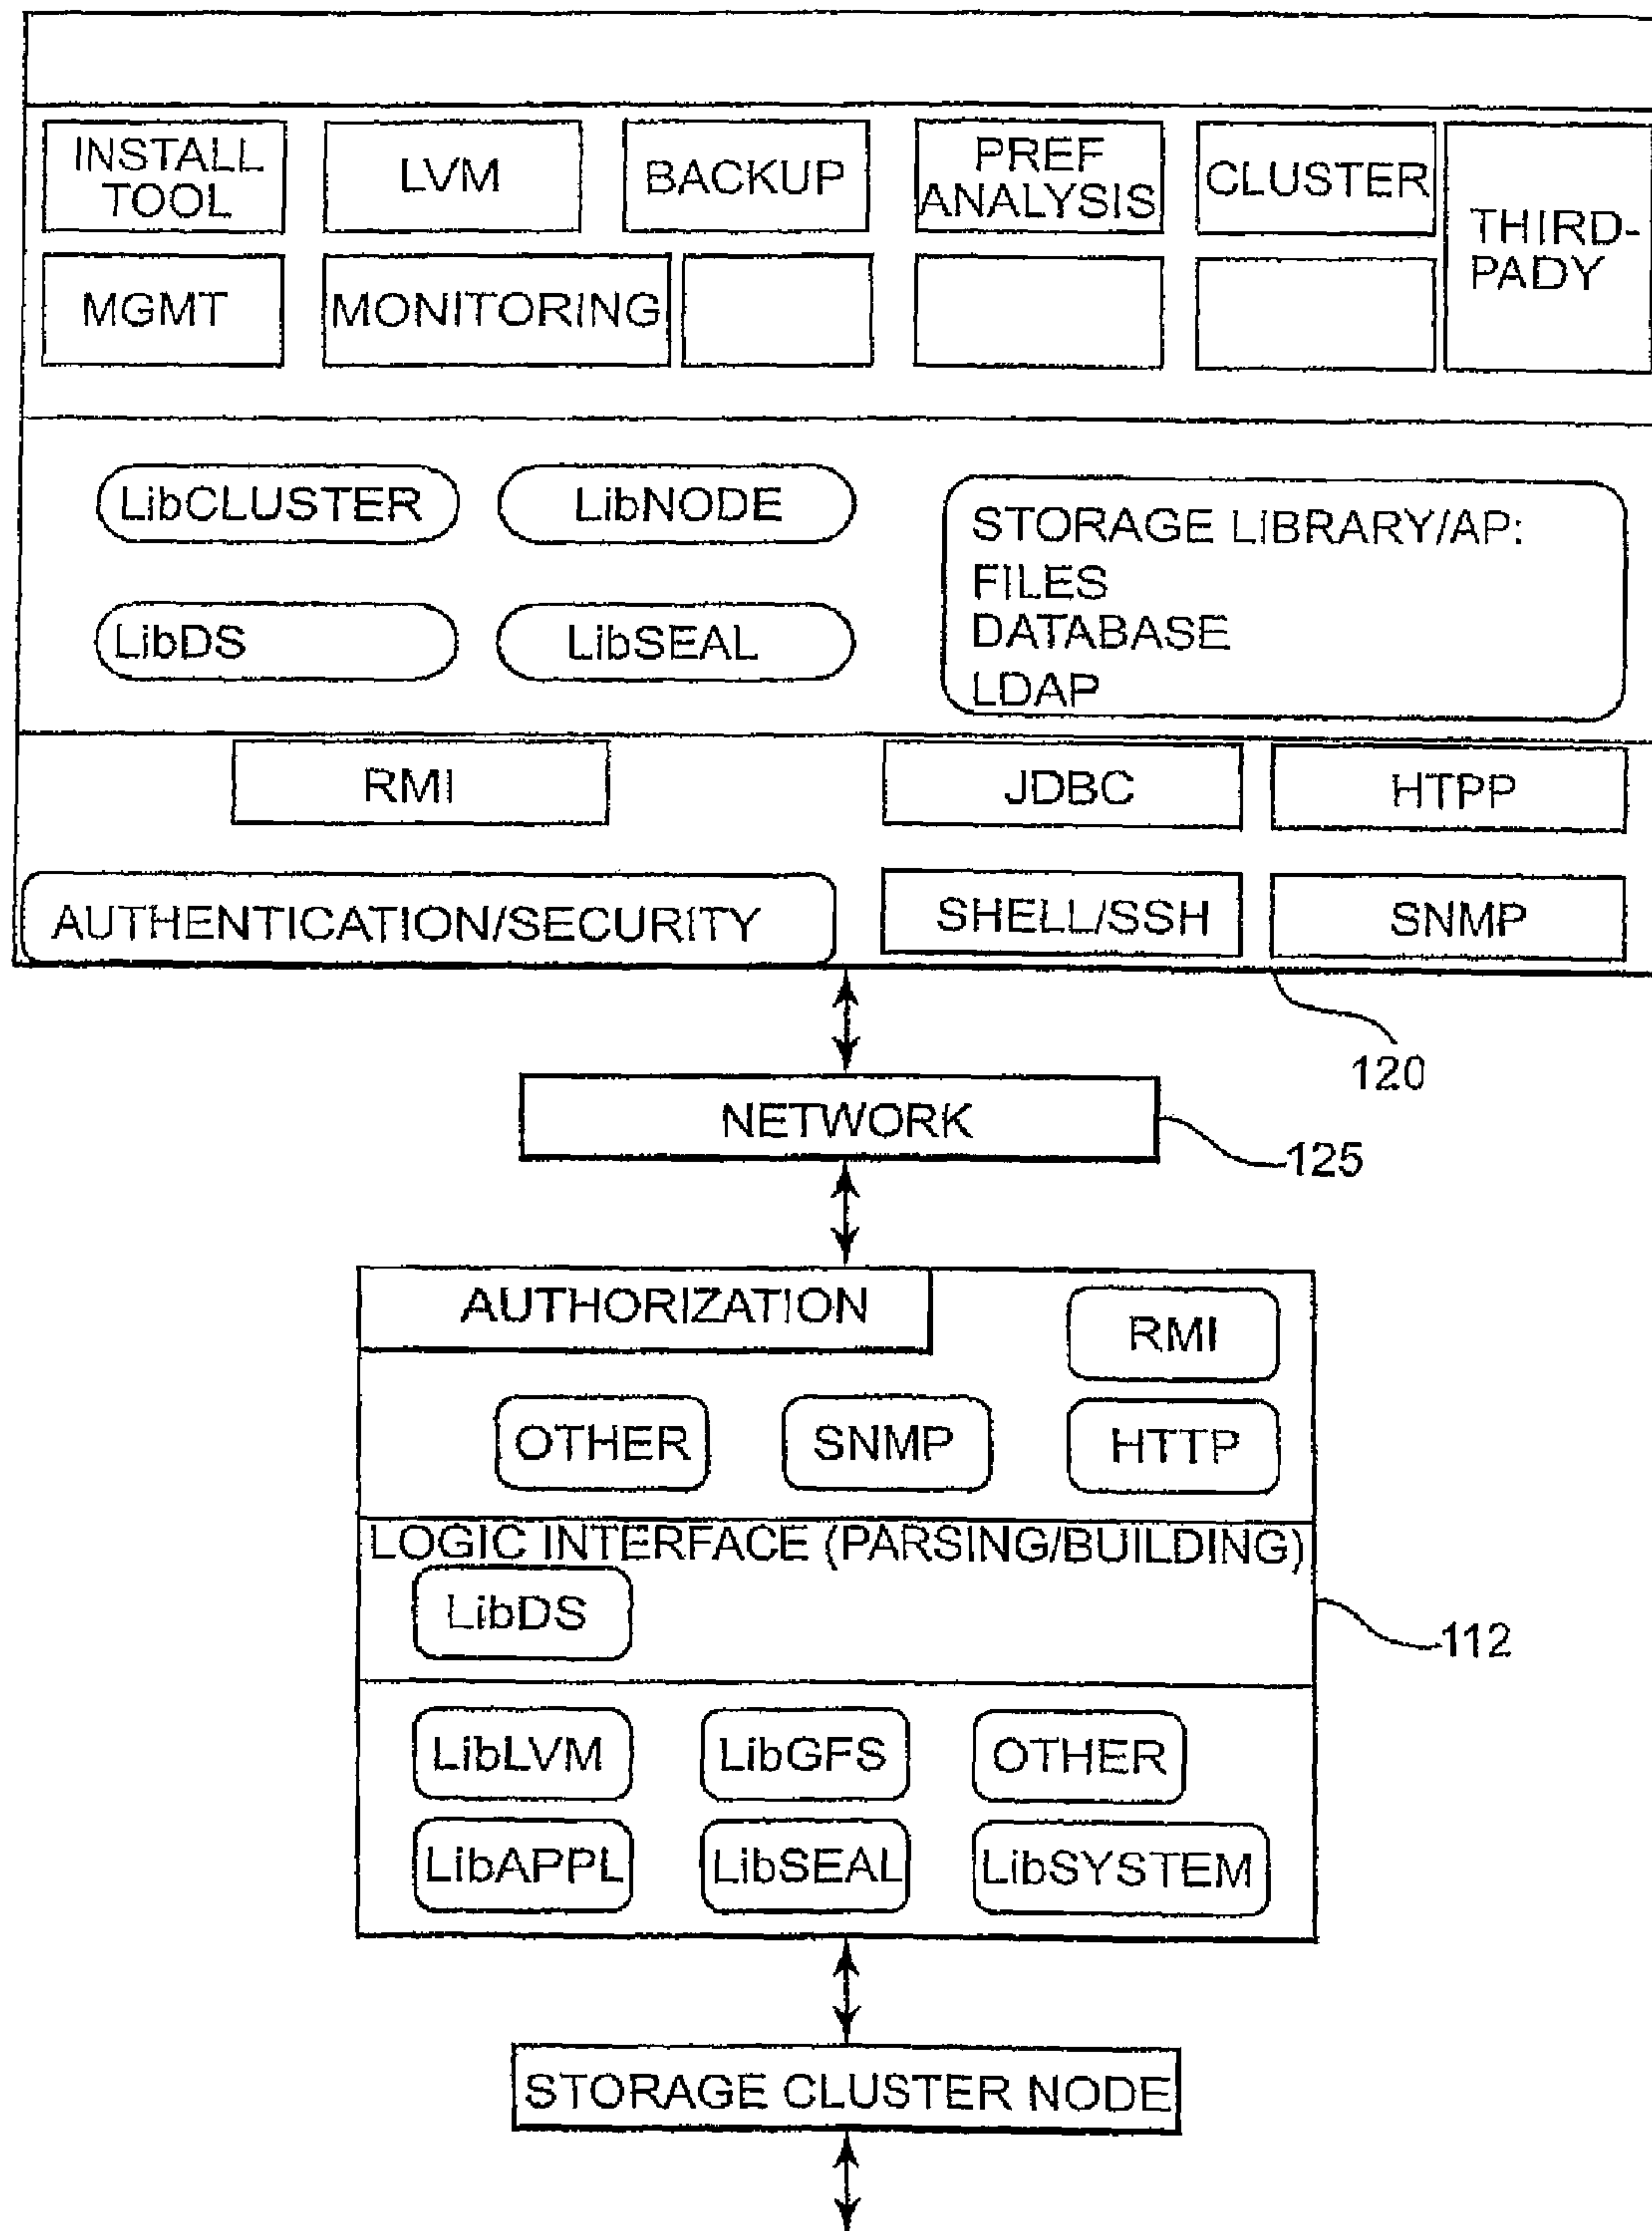 INSTALL
TOOL
LVM
BACKUP
PREF
ANALYSIS
CLUSTER
THIRD-
PADY
MGMT
MONITORING
LibCLUSTER
LibNODE
LibDS
LibSEAL
STORAGE LIBRARY/AP:
FILES
DATABASE
LDAP
RMI
JDBC
HTPP
AUTHENTICATION/SECURITY
SHELL/SSH
SNMP
120
NETWORK
125
AUTHORIZATION
RMI
OTHER
SNMP
HTTP
LOGIC INTERFACE (PARSING/BUILDING)
LibDS
112
LibLVM
LibGFS
OTHER
LibAPPL
LibSEAL
LibSYSTEM
STORAGE CLUSTER NODE